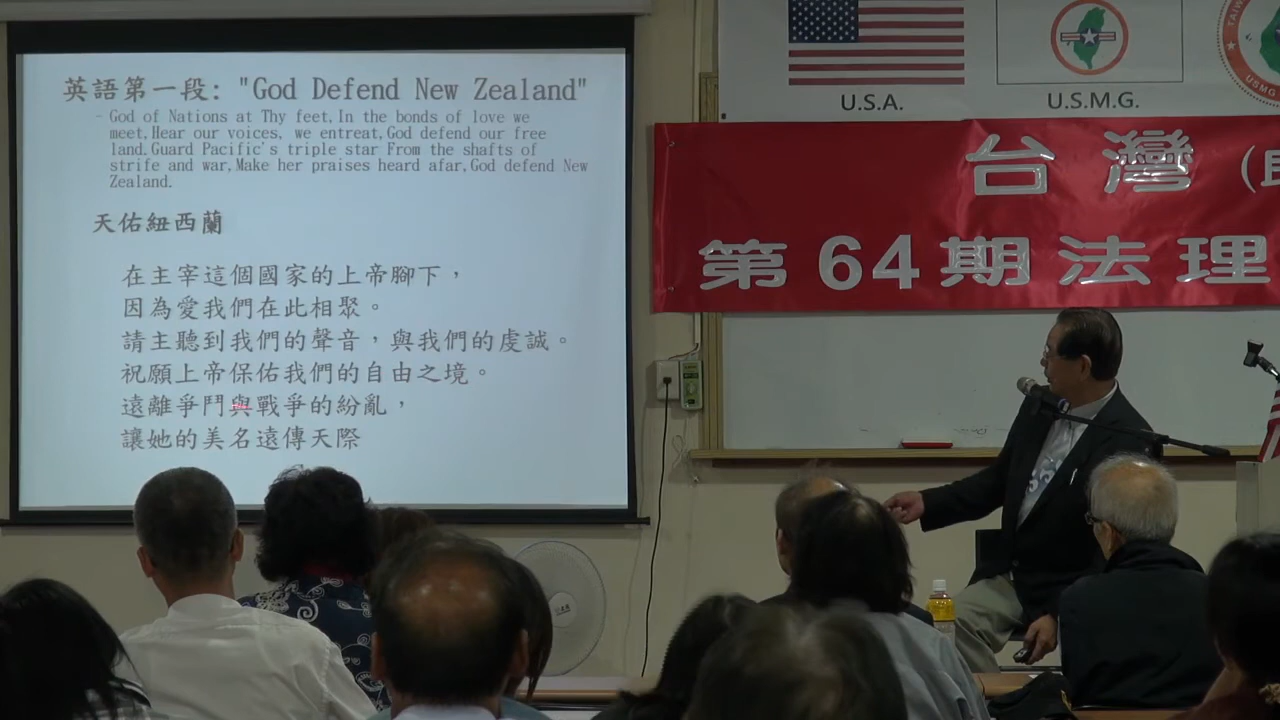 英語第一段: "God Defend New Zealand"
- God of Nations at Thy feet,In the bonds of love we
meet,Hear our voices, we entreat,God defend our free
land.Guard Pacific's triple star From the shafts of
strife and war,Make her praises heard afar,God defend New
Zealand.
天佑紐西蘭
在主宰這個國家的上帝腳下，
因為愛我們在此相聚。
請主聽到我們的聲音，與我們的虔誠。
祝願上帝保佑我們的自由之境。
遠離爭鬥與戰爭的紛亂，
讓她的美名遠傳天際
U.S.A.
U.S.M.G.
台灣
第64期法理